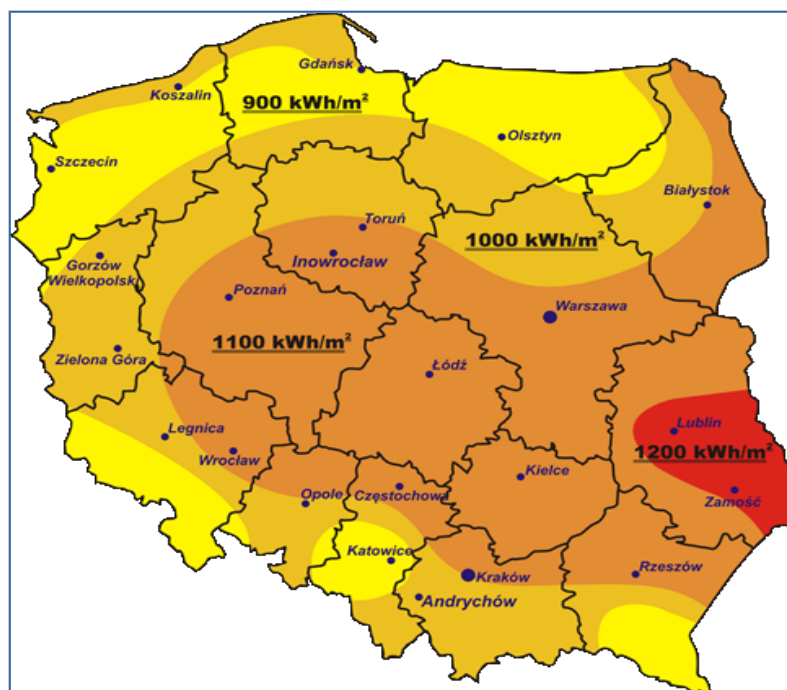 Gdańsk
Koszalin
900 kWh/m²
Olsztyn
Szczecin
Białystok
Toruń
1000 kWh/m²
Inowrocław
Gorzów
Wielkopolski
Poznań
Warszawa
1100 kWh/m²
Zielona Góra
Łódź
Lublin
Legnica
1200 kWh/m²
Wrocław
Kielce
Częstochowa
Zamość
Opole
Katowice
Rzeszów
Kraków
Andrychów